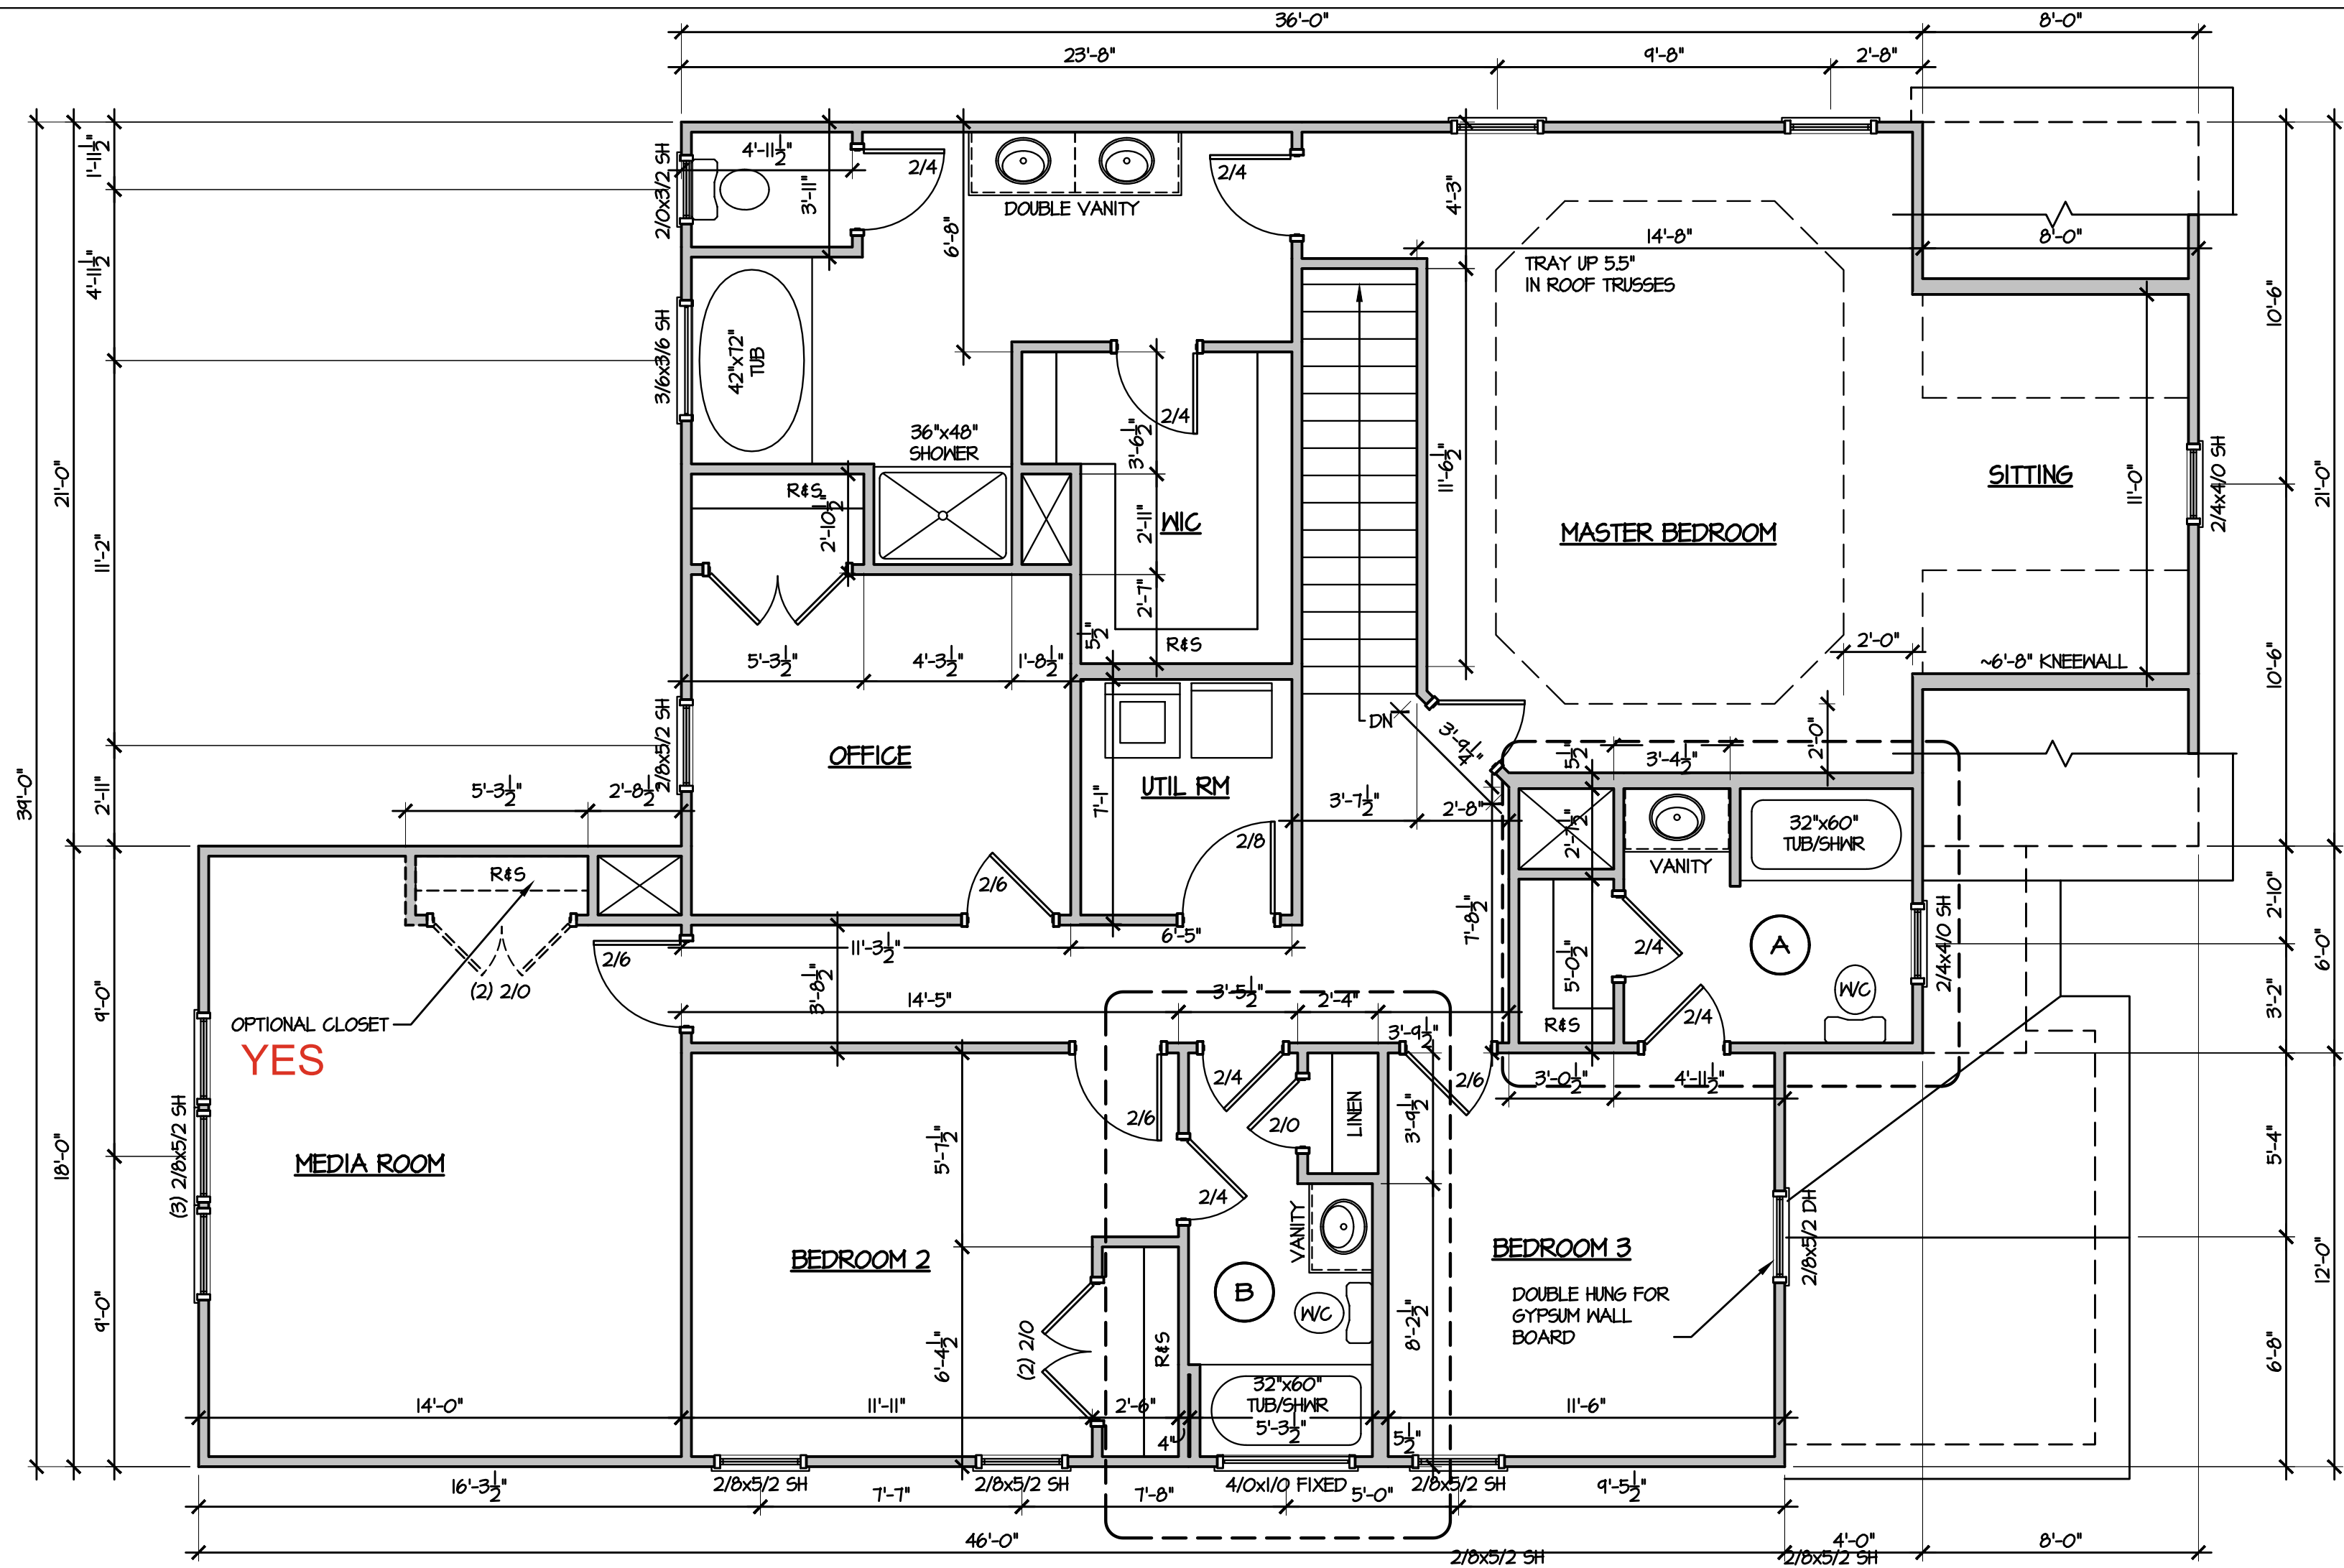 36'-0"
8'-0"
23'-8"
9'-8"
2'-8"
1'-11½"
4'-11½"
11'-2"
2'-11"
9'-0"
9'-0"
21'-0"
18'-0"
39'-0"
2/0x3/2 SH
4'-11½"
3'-11"
2/4
6'-8"
DOUBLE VANITY
2/4
4'-3"
14'-8"
8'-0"
TRAY UP 5.5"
IN ROOF TRUSSES
10'-6"
21'-0"
3/6x3/6 SH
42"x72"
TUB
36"x48"
SHOWER
2/4
3'-6½"
11'-6½"
SITTING
11'-0"
2/4x4/0 SH
R&S
2'-10½"
2'-11"
WIC
MASTER BEDROOM
2'-7"
5½"
R&S
5'-3½"
4'-3½"
1'-8½"
2'-0"
~6'-8" KNEEWALL
10'-6"
2/8x5/2 SH
OFFICE
UTIL RM
DN
3'-9¼"
2'-0"
5½"
3'-4½"
5'-3½"
2'-8½"
7'-1"
3'-7½"
2'-8"
2'-7½"
32"x60"
TUB/SHWR
VANITY
R&S
2/6
2/8
7'-8½"
2/4
A
2/4x4/0 SH
2'-10"
6'-0"
11'-3½"
6'-5"
2/6
(2) 2/0
3'-8½"
14'-5"
3'-5½"
2'-4"
5'-0½"
W/C
3'-2"
OPTIONAL CLOSET
YES
R&S
2/4
3'-9½"
2/4
2/6
3'-0½"
4'-11½"
2/6
2/0
LINEN
3'-9½"
(3) 2/8x5/2 SH
MEDIA ROOM
5'-7½"
2/4
5'-4"
BEDROOM 2
VANITY
BEDROOM 3
2/8x5/2 DH
B
W/C
DOUBLE HUNG FOR
GYPSUM WALL
BOARD
12'-0"
6'-4½"
(2) 2/0
R&S
8'-2½"
6'-8"
14'-0"
11'-11"
2'-6"
32"x60"
TUB/SHWR
5'-3½"
11'-6"
4"
5½"
16'-3½"
2/8x5/2 SH
7'-7"
2/8x5/2 SH
7'-8"
4/0x1/0 FIXED
5'-0"
2/8x5/2 SH
9'-5½"
46'-0"
4'-0"
8'-0"
2/8x5/2 SH
2/8x5/2 SH